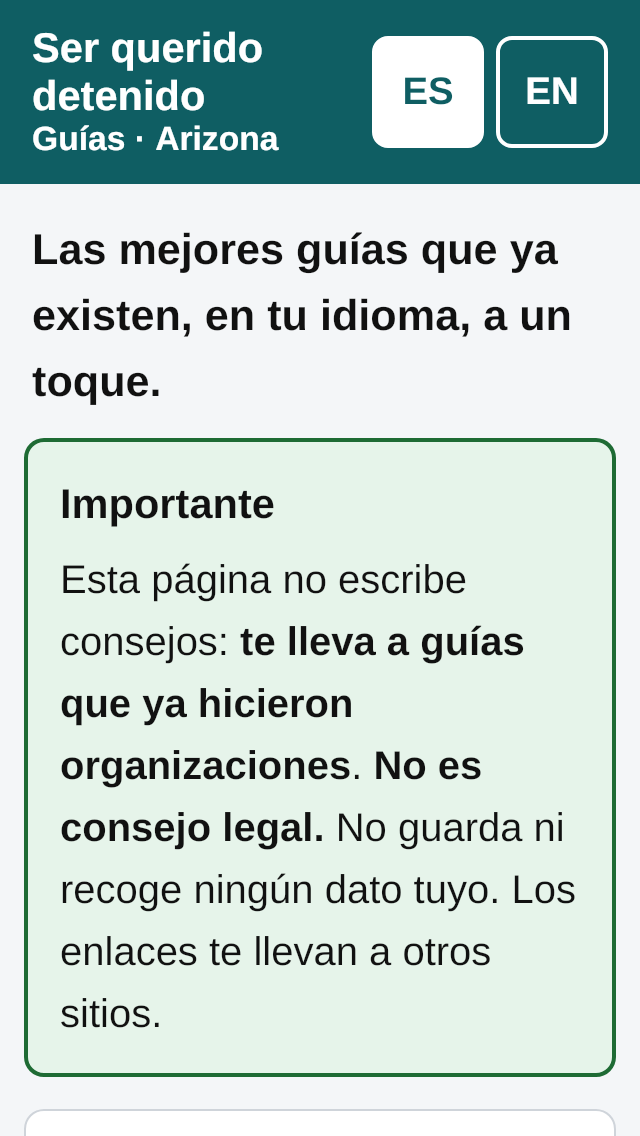 Ser querido
detenido
Guías · Arizona
ES
EN
Las mejores guías que ya
existen, en tu idioma, a un
toque.
Importante
Esta página no escribe
consejos: te lleva a guías
que ya hicieron
organizaciones. No es
consejo legal. No guarda ni
recoge ningún dato tuyo. Los
enlaces te llevan a otros
sitios.